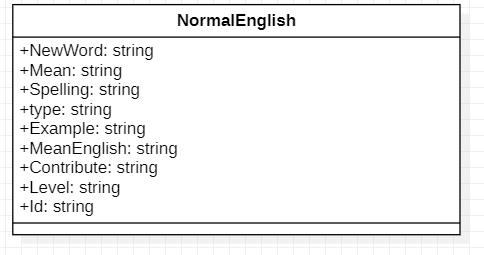 NormalEnglish
+NewWord: string
+Mean: string
+Spelling: string
+type: string
+Example: string
+MeanEnglish: string
+Contribute: string
+Level: string
+Id: string